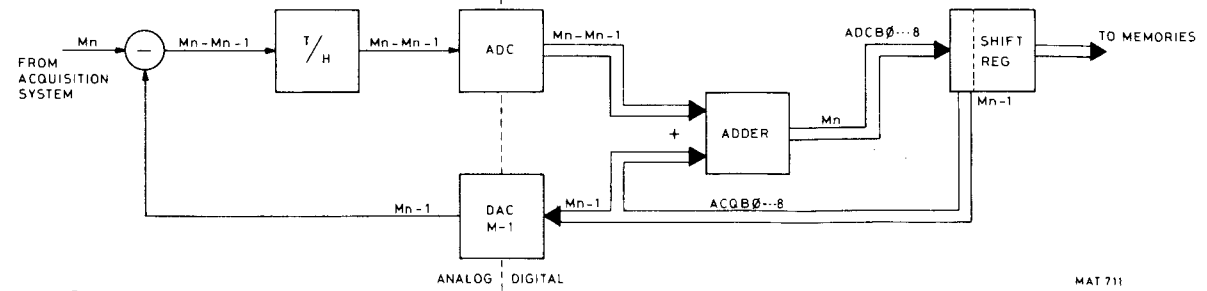 Mn
FROM
ACQUISITION
SYSTEM
−
Mn-Mn-1
T/H
Mn-Mn-1
ADC
Mn-Mn-1
+
ADDER
Mn
ADCBØ---8
SHIFT
REG
TO MEMORIES
Mn-1
Mn-1
DAC
M-1
Mn-1
ACQBØ---8
ANALOG
DIGITAL
MAT 711